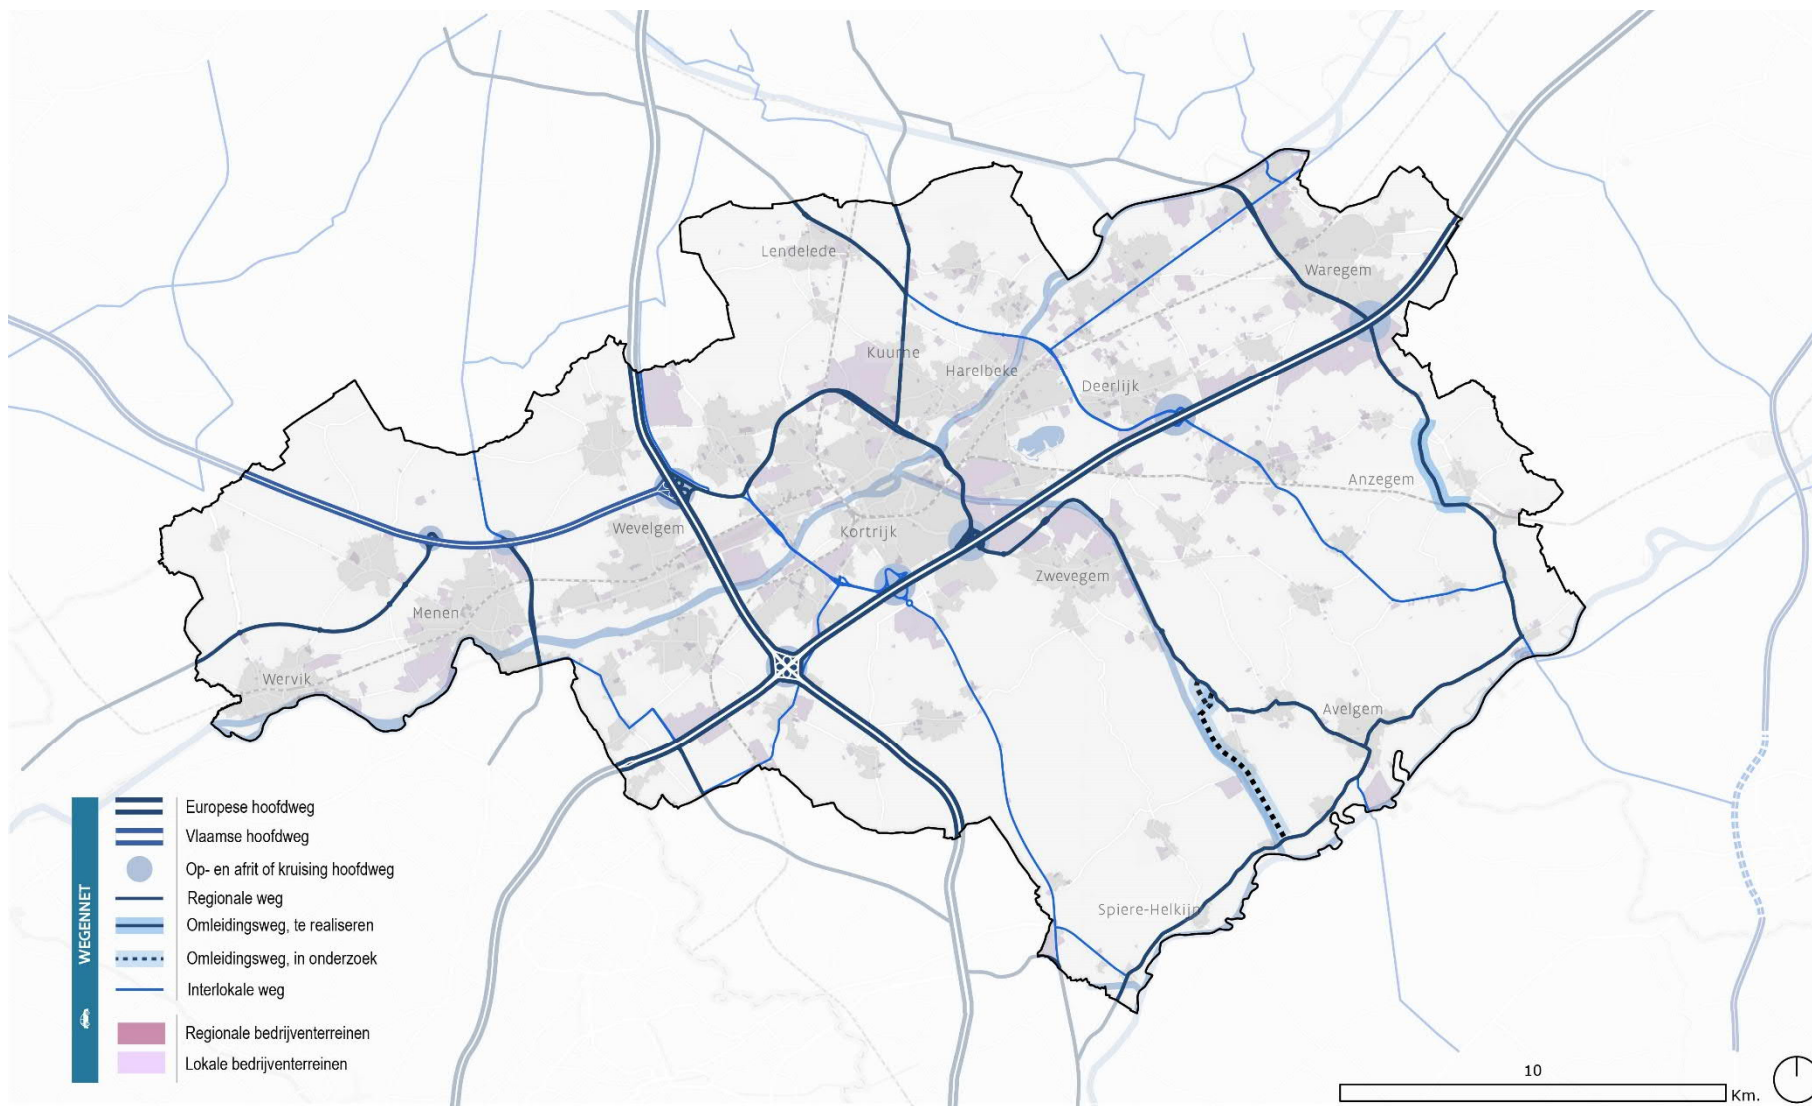 Lendelede
Waregem
Kuurne
Harelbeke
Deerlijk
Anzegem
Wevelgem
Kortrijk
Zwevegem
Menen
Wervik
Avelgem
Spiere-Helkijn
WEGENNET
Europese hoofdweg
Vlaamse hoofdweg
Op- en afrit of kruising hoofdweg
Regionale weg
Omleidingsweg, te realiseren
Omleidingsweg, in onderzoek
Interlokale weg
Regionale bedrijventerreinen
Lokale bedrijventerreinen
10
Km.